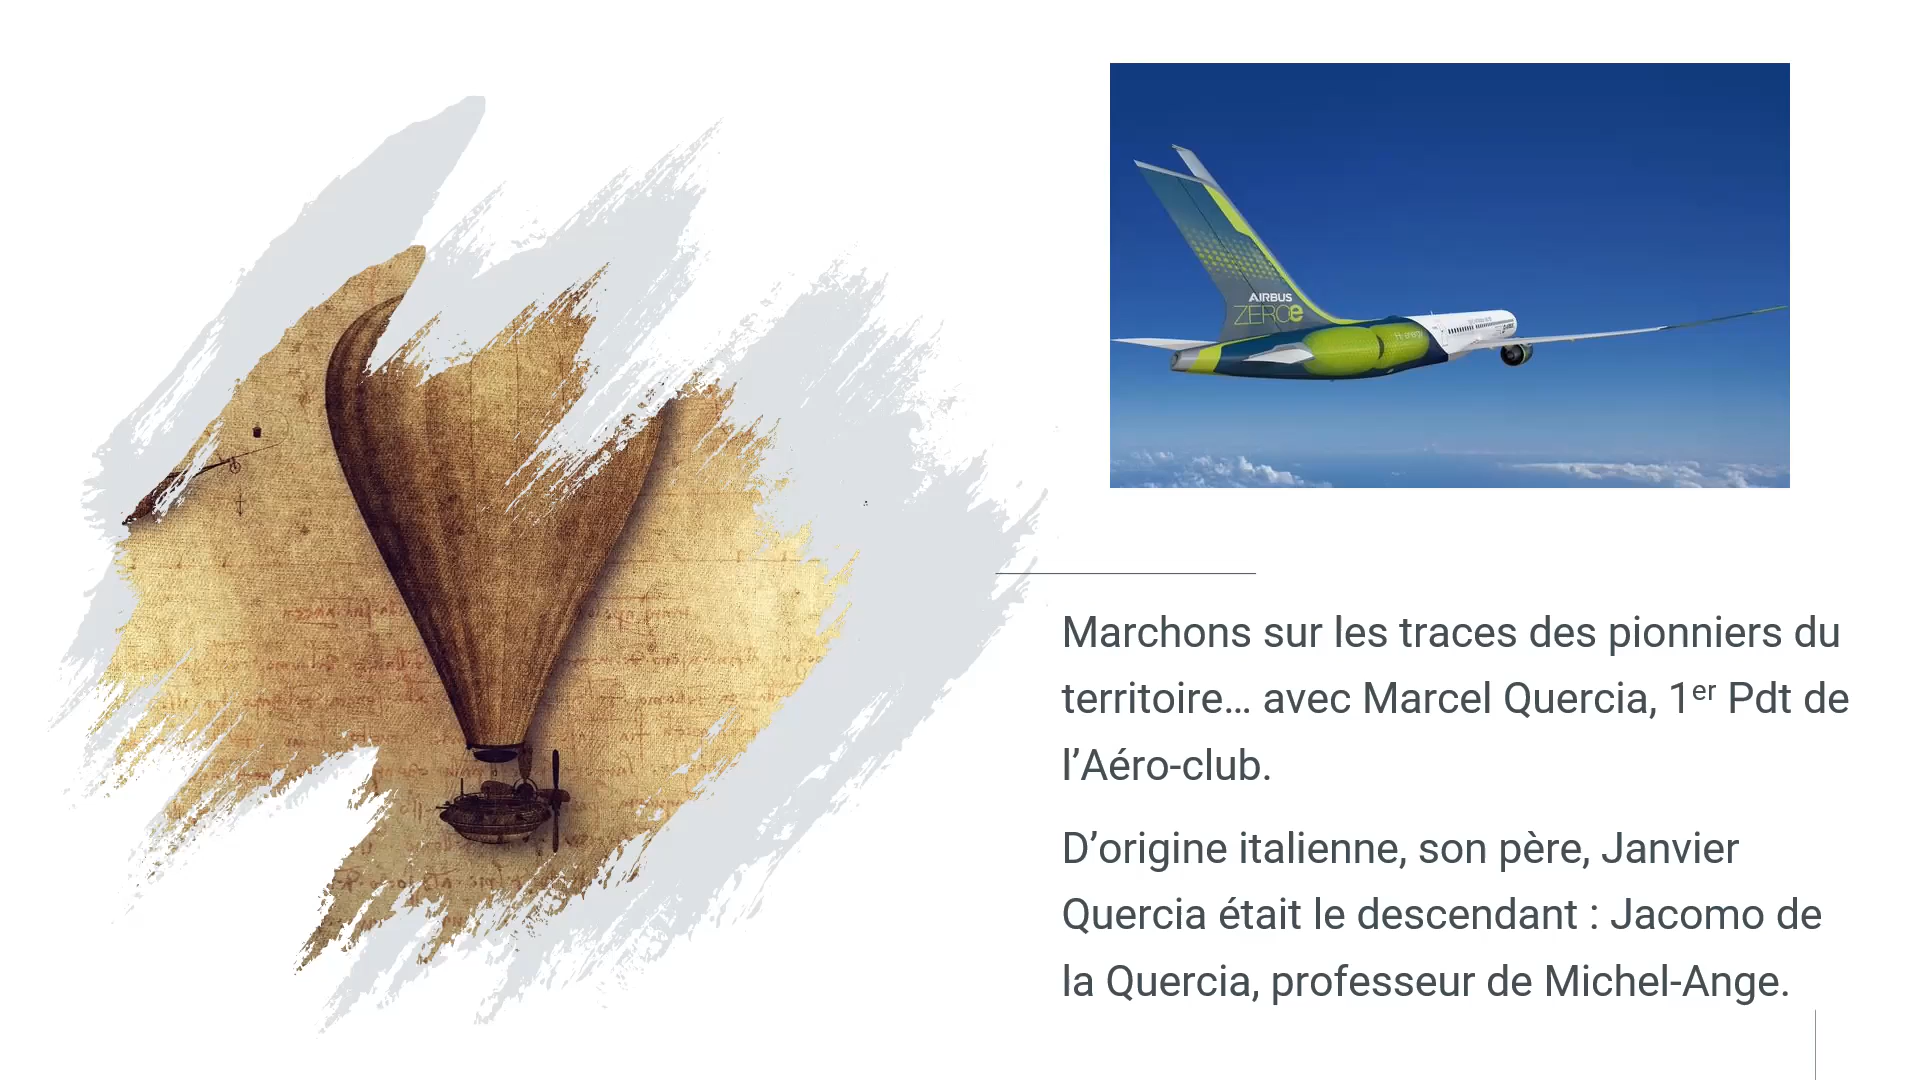 AIRBUS
ZEROe
Marchons sur les traces des pionniers du
territoire… avec Marcel Quercia, 1er Pdt de
l’Aéro-club.
D’origine italienne, son père, Janvier
Quercia était le descendant : Jacomo de
la Quercia, professeur de Michel-Ange.